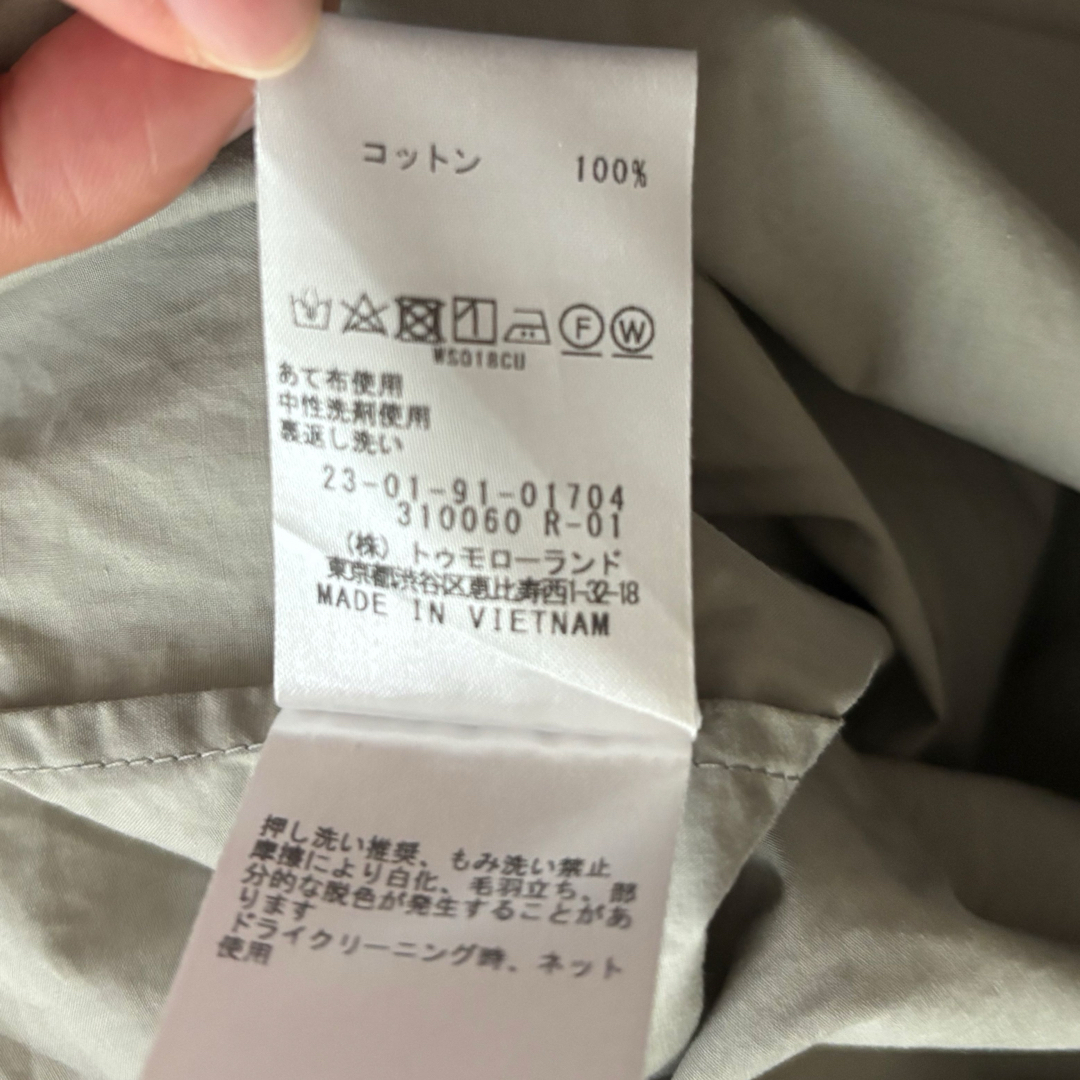 コットン 100%
F W
WS018CU
あて布使用
中性洗剤使用
裏返し洗い
23-01-91-01704
310060 R-01
(株) トゥモローランド
東京都渋谷区恵比寿西1-32-18
MADE IN VIETNAM
押し洗い推奨、もみ洗い禁止
摩擦により白化、毛羽立ち、部
分的な脱色が発生することがあ
ります
ドライクリーニング時、ネット
使用